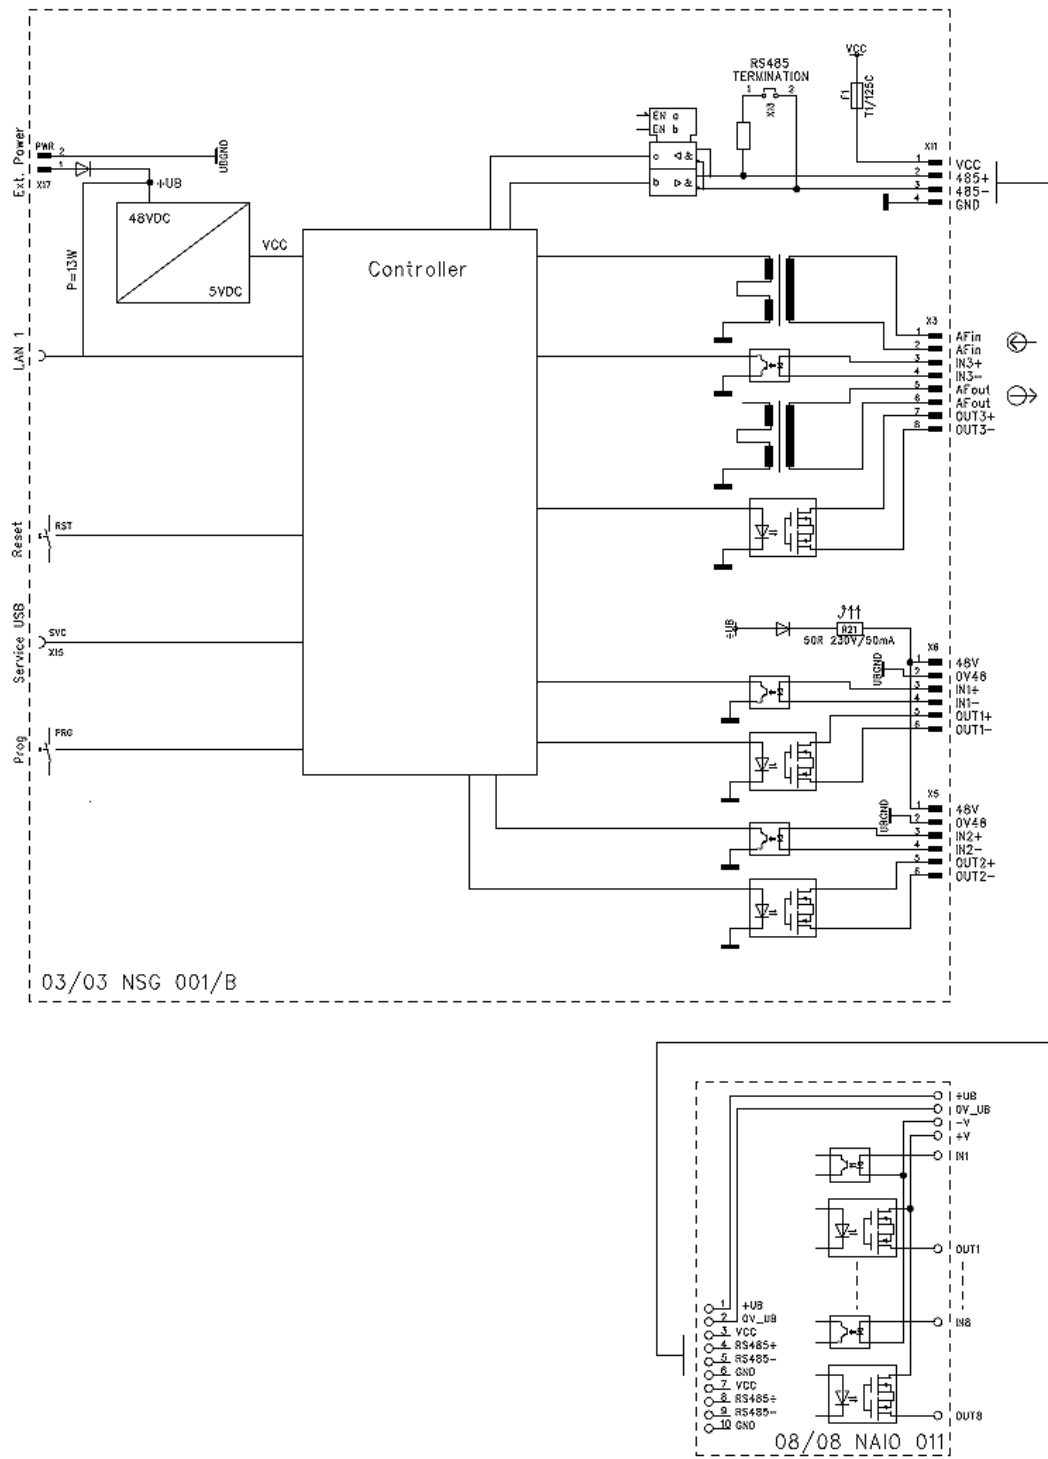 VCC
RS485
TERMINATION
1 2
X13
F1
T1/125C
EN a
EN b
a &
b &
X11
1 VCC
2 485+
3 485-
4 GND
Ext. Power
PWR
2
1
X17
UBGND
+UB
48VDC
5VDC
VCC
P=13W
Controller
LAN 1
X3
1 AFin
2 AFin
3 IN3+
4 IN3-
5 AFout
6 AFout
7 OUT3+
8 OUT3-
Reset
RST
Service USB
SVC
X15
Prog
PRG
+UB
R21
50R 230V/50mA
X6
UBGND
1 48V
2 0V48
3 IN1+
4 IN1-
5 OUT1+
6 OUT1-
X5
UBGND
1 48V
2 0V48
3 IN2+
4 IN2-
5 OUT2+
6 OUT2-
03/03 NSG 001/B
+UB
0V_UB
-V
+V
IN1
OUT1
IN8
OUT8
1 +UB
2 0V_UB
3 VCC
4 RS485+
5 RS485-
6 GND
7 VCC
8 RS485+
9 RS485-
10 GND
08/08 NAIO 011